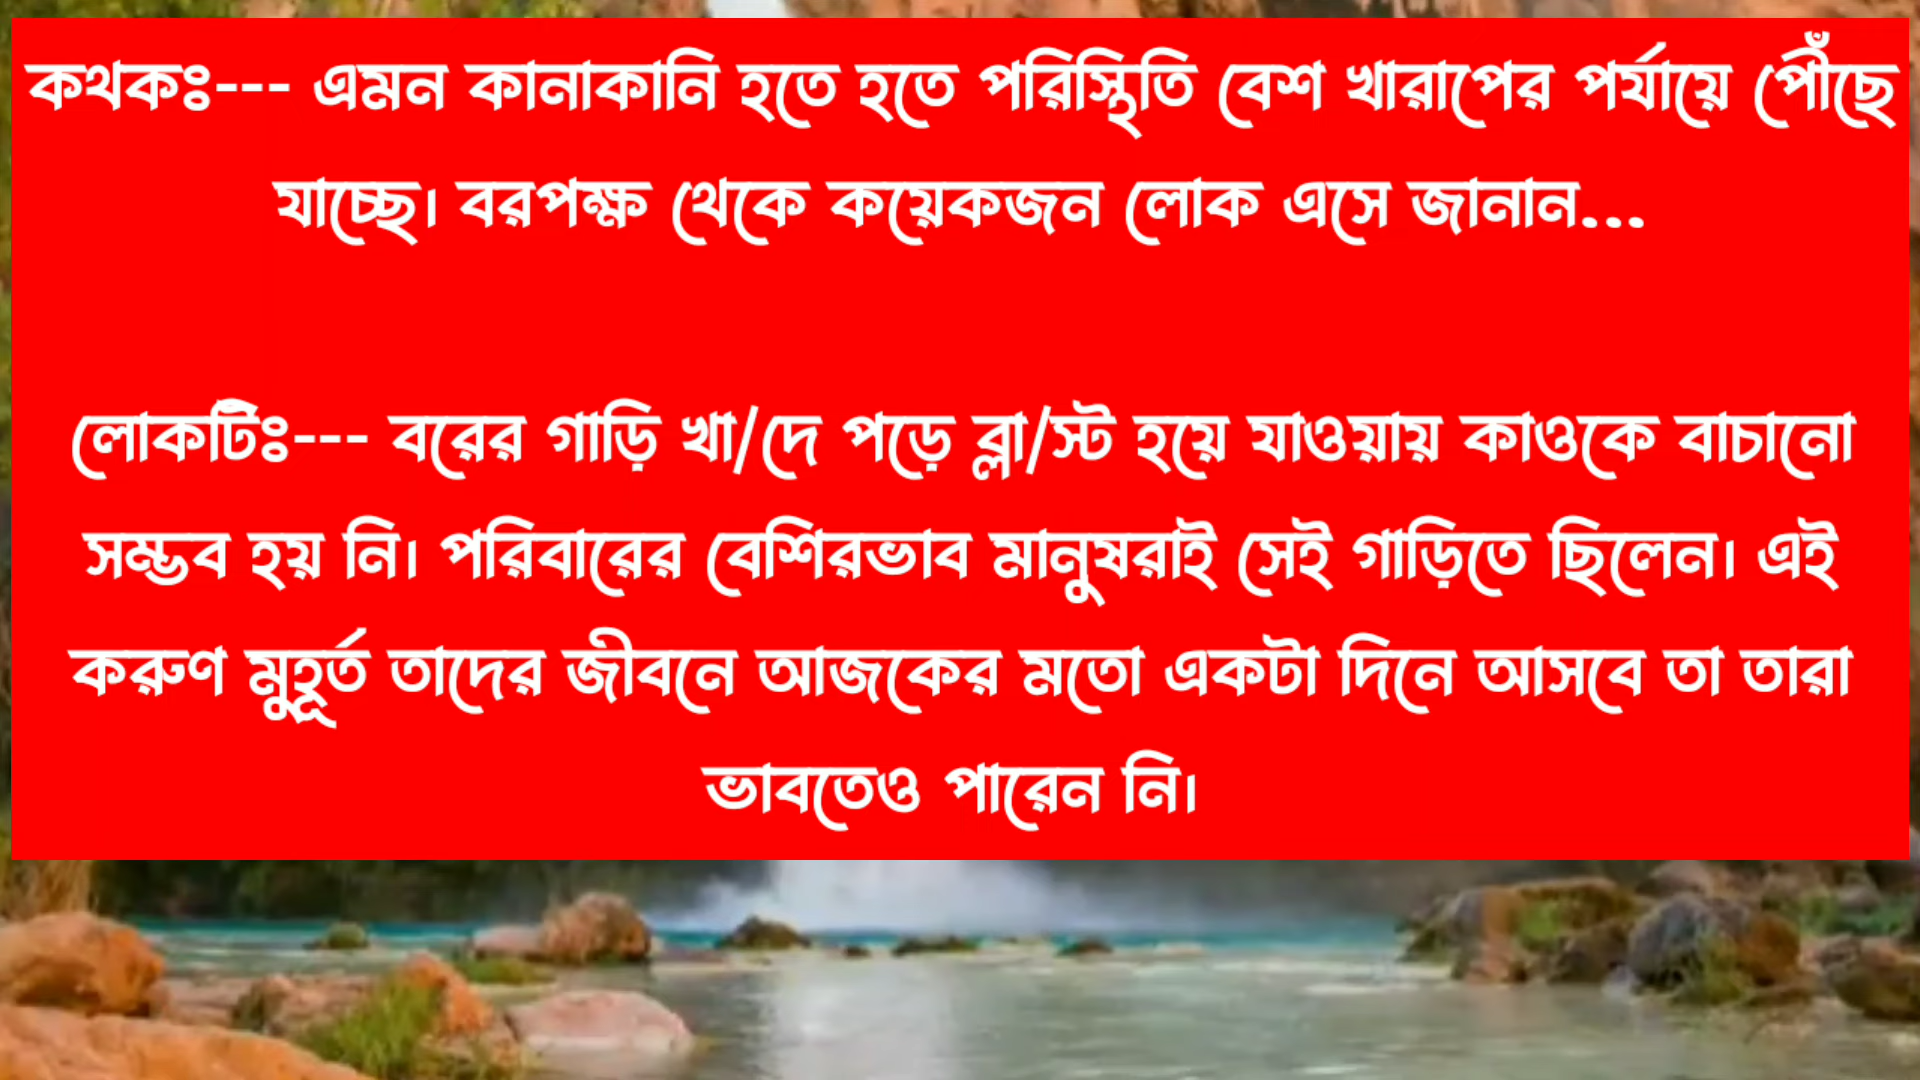 কথকঃ--- এমন কানাকানি হতে হতে পরিস্থিতি বেশ খারাপের পর্যায়ে পৌঁছে
যাচ্ছে। বরপক্ষ থেকে কয়েকজন লোক এসে জানান...
লোকটিঃ--- বরের গাড়ি খা/দে পড়ে ব্লা/স্ট হয়ে যাওয়ায় কাওকে বাচানো
সম্ভব হয় নি। পরিবারের বেশিরভাব মানুষরাই সেই গাড়িতে ছিলেন। এই
করুণ মুহূর্ত তাদের জীবনে আজকের মতো একটা দিনে আসবে তা তারা
ভাবতেও পারেন নি।